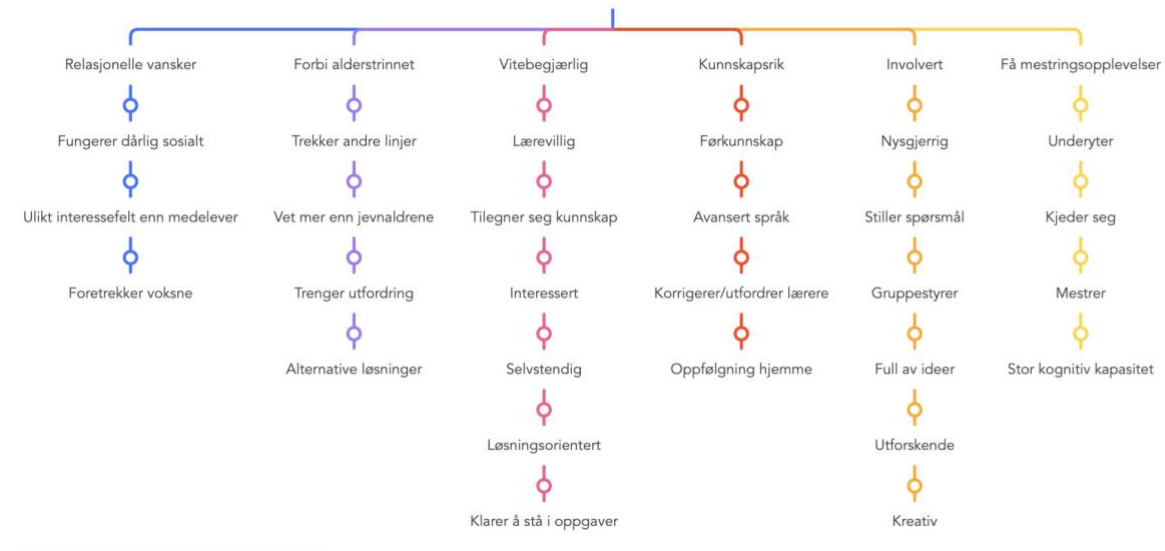 Relasjonelle vansker
Fungerer dårlig sosialt
Ulikt interessefelt enn medelever
Foretrekker voksne
Forbi alderstrinnet
Trekker andre linjer
Vet mer enn jevnaldrene
Trenger utfordring
Alternative løsninger
Vitebegjærlig
Lærevillig
Tilegner seg kunnskap
Interessert
Selvstendig
Løsningsorientert
Klarer å stå i oppgaver
Kunnskapsrik
Førkunnskap
Avansert språk
Korrigerer/utfordrer lærere
Oppfølgning hjemme
Involvert
Nysgjerrig
Stiller spørsmål
Gruppestyrer
Full av ideer
Utforskende
Kreativ
Få mestringsopplevelser
Underyter
Kjeder seg
Mestrer
Stor kognitiv kapasitet